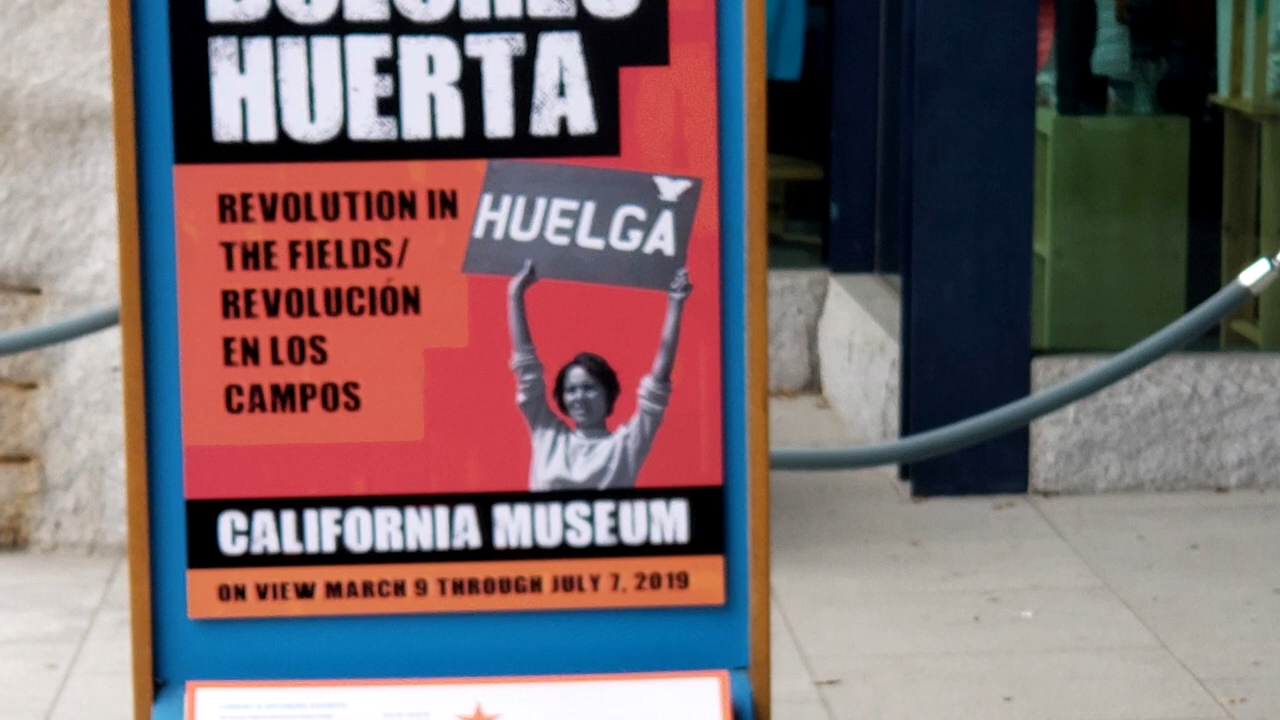 DOLORES
HUERTA
REVOLUTION IN
THE FIELDS/
REVOLUCIÓN
EN LOS
CAMPOS
HUELGA
CALIFORNIA MUSEUM
ON VIEW MARCH 9 THROUGH JULY 7, 2019